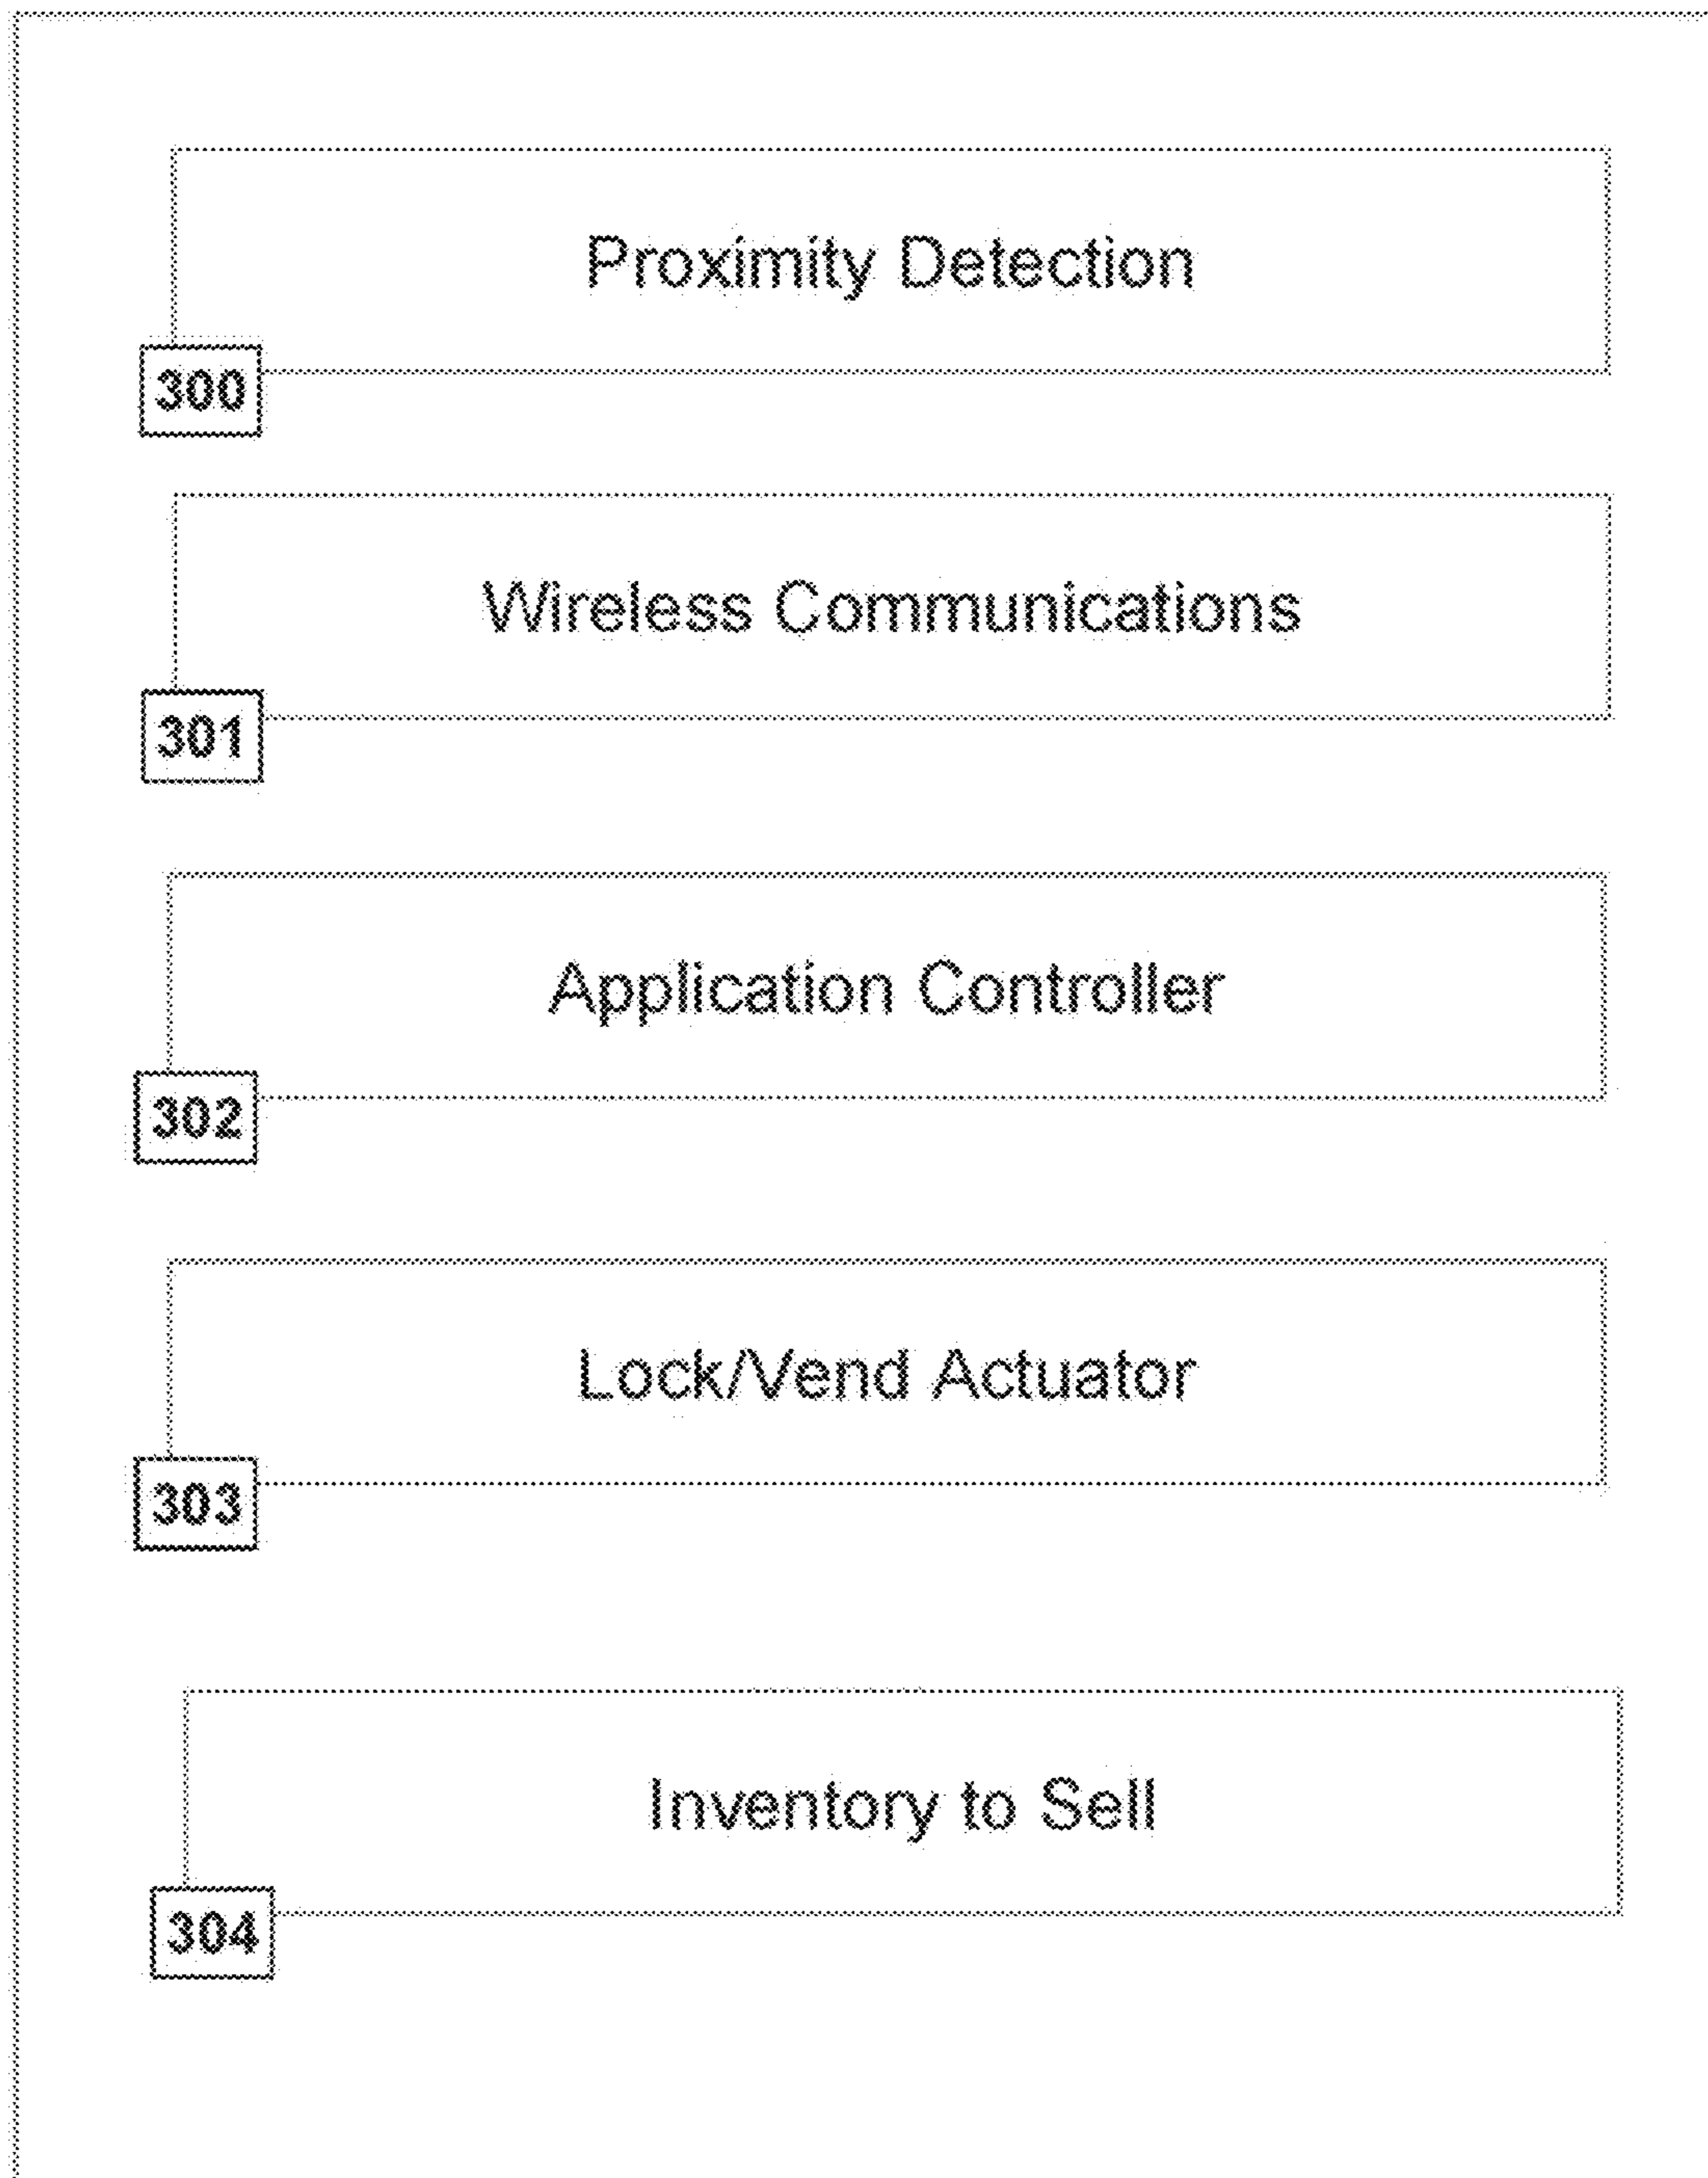 Proximity Detection
300
Wireless Communications
301
Application Controller
302
Lock/Vend Actuator
303
Inventory to Sell
304